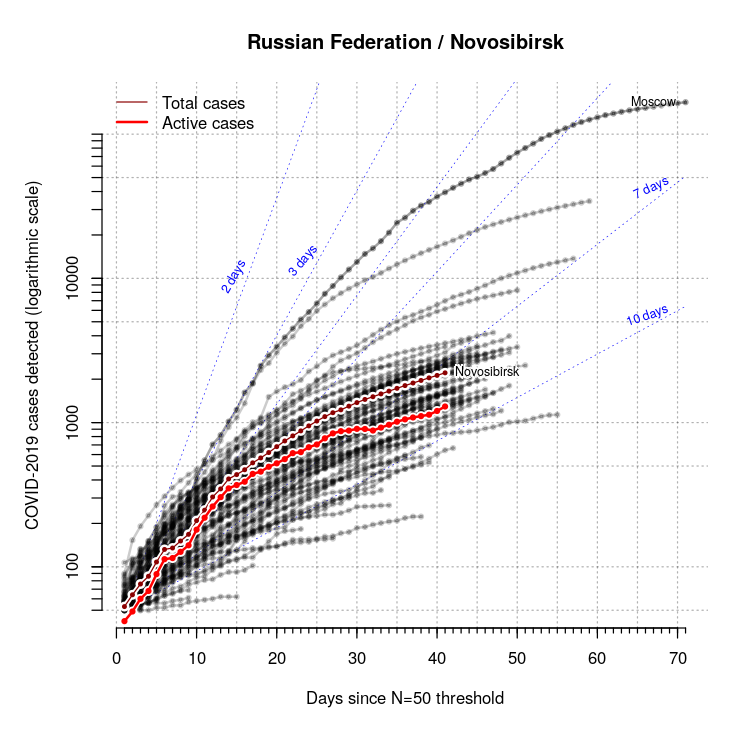 Russian Federation / Novosibirsk
Total cases
Active cases
Moscow
7 days
2 days
3 days
10 days
Novosibirsk
COVID-2019 cases detected (logarithmic scale)
10000
1000
100
0 10 20 30 40 50 60 70
Days since N=50 threshold